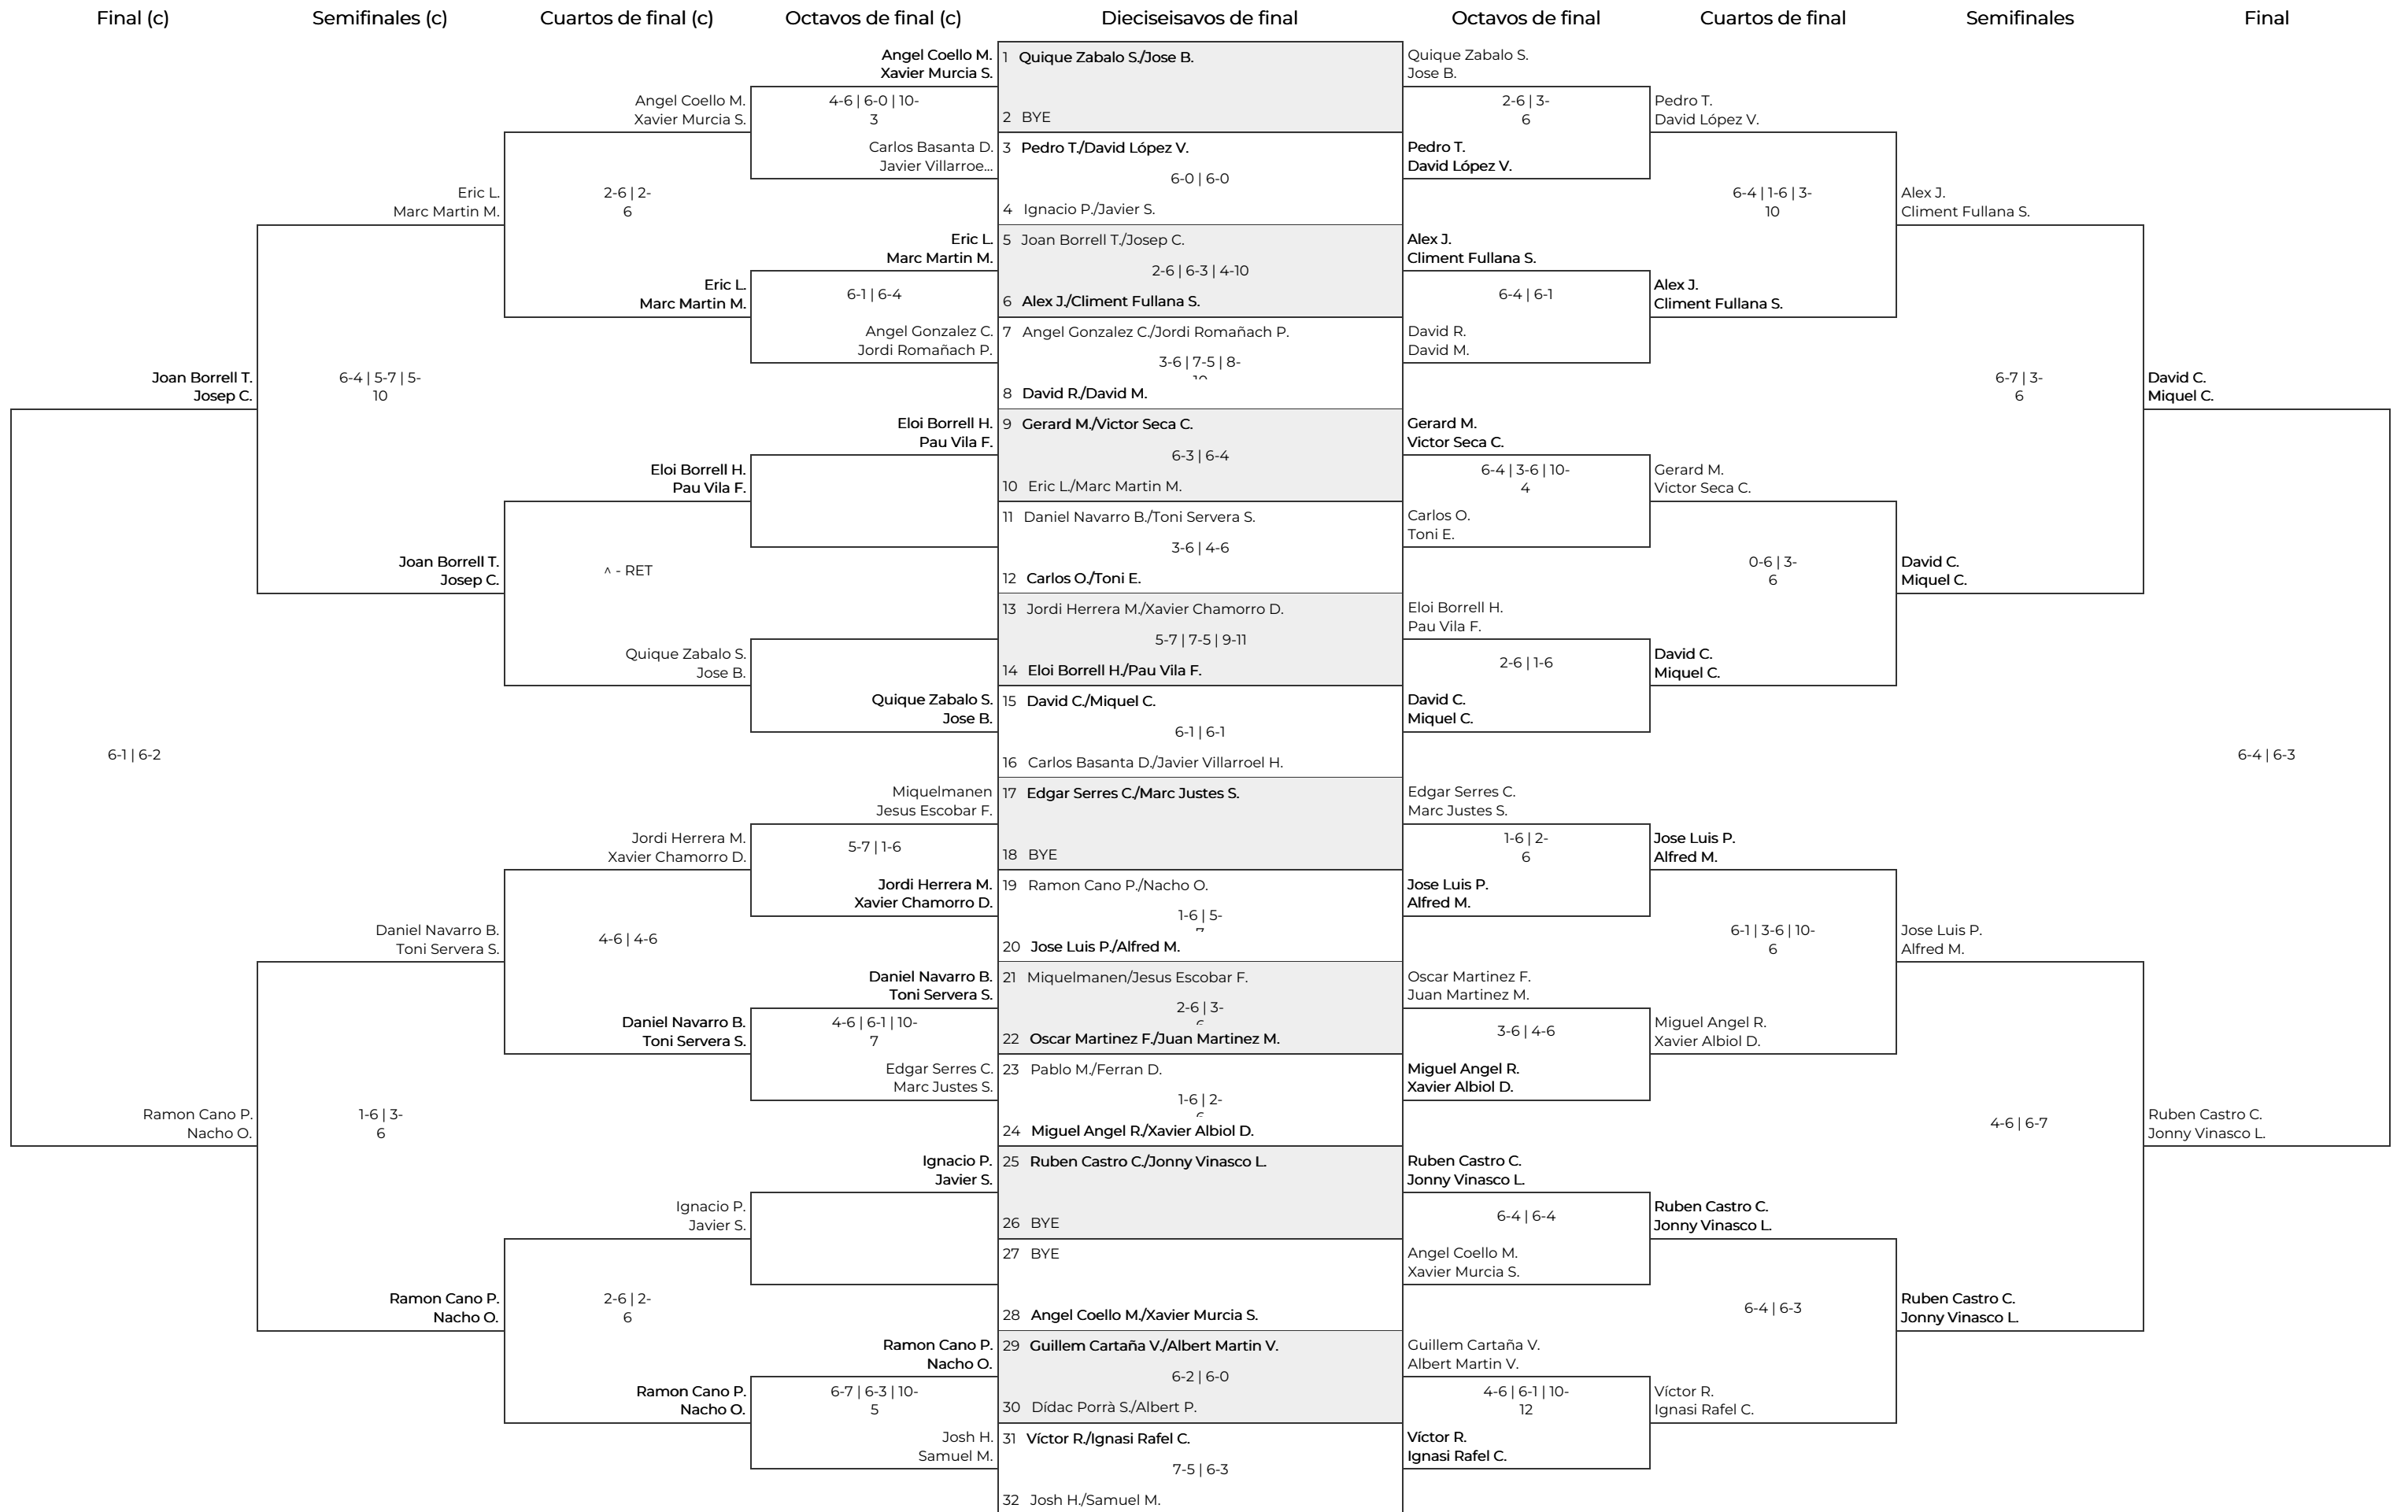 Final (c)
Semifinales (c)
Cuartos de final (c)
Octavos de final (c)
Dieciseisavos de final
Octavos de final
Cuartos de final
Semifinales
Final
Joan Borrell T.
Josep C.
6-1 | 6-2
Ramon Cano P.
Nacho O.
Eric L.
Marc Martin M.
6-4 | 5-7 | 5-
10
Joan Borrell T.
Josep C.
Daniel Navarro B.
Toni Servera S.
1-6 | 3-
6
Ramon Cano P.
Nacho O.
Angel Coello M.
Xavier Murcia S.
2-6 | 2-
6
Eric L.
Marc Martin M.
Eloi Borrell H.
Pau Vila F.
^ - RET
Quique Zabalo S.
Jose B.
Jordi Herrera M.
Xavier Chamorro D.
4-6 | 4-6
Daniel Navarro B.
Toni Servera S.
Ignacio P.
Javier S.
2-6 | 2-
6
Ramon Cano P.
Nacho O.
Angel Coello M.
Xavier Murcia S.
4-6 | 6-0 | 10-
3
Carlos Basanta D.
Javier Villarroe...
Eric L.
Marc Martin M.
6-1 | 6-4
Angel Gonzalez C.
Jordi Romañach P.
Eloi Borrell H.
Pau Vila F.
Quique Zabalo S.
Jose B.
Miquelmanen
Jesus Escobar F.
5-7 | 1-6
Jordi Herrera M.
Xavier Chamorro D.
Daniel Navarro B.
Toni Servera S.
4-6 | 6-1 | 10-
7
Edgar Serres C.
Marc Justes S.
Ignacio P.
Javier S.
Ramon Cano P.
Nacho O.
6-7 | 6-3 | 10-
5
Josh H.
Samuel M.
1 Quique Zabalo S./Jose B.
2 BYE
3 Pedro T./David López V.
6-0 | 6-0
4 Ignacio P./Javier S.
5 Joan Borrell T./Josep C.
2-6 | 6-3 | 4-10
6 Alex J./Climent Fullana S.
7 Angel Gonzalez C./Jordi Romañach P.
3-6 | 7-5 | 8-
10
8 David R./David M.
9 Gerard M./Victor Seca C.
6-3 | 6-4
10 Eric L./Marc Martin M.
11 Daniel Navarro B./Toni Servera S.
3-6 | 4-6
12 Carlos O./Toni E.
13 Jordi Herrera M./Xavier Chamorro D.
5-7 | 7-5 | 9-11
14 Eloi Borrell H./Pau Vila F.
15 David C./Miquel C.
6-1 | 6-1
16 Carlos Basanta D./Javier Villarroel H.
17 Edgar Serres C./Marc Justes S.
18 BYE
19 Ramon Cano P./Nacho O.
1-6 | 5-
7
20 Jose Luis P./Alfred M.
21 Miquelmanen/Jesus Escobar F.
2-6 | 3-
6
22 Oscar Martinez F./Juan Martinez M.
23 Pablo M./Ferran D.
1-6 | 2-
6
24 Miguel Angel R./Xavier Albiol D.
25 Ruben Castro C./Jonny Vinasco L.
26 BYE
27 BYE
28 Angel Coello M./Xavier Murcia S.
29 Guillem Cartaña V./Albert Martin V.
6-2 | 6-0
30 Dídac Porrà S./Albert P.
31 Víctor R./Ignasi Rafel C.
7-5 | 6-3
32 Josh H./Samuel M.
Quique Zabalo S.
Jose B.
2-6 | 3-
6
Pedro T.
David López V.
Alex J.
Climent Fullana S.
6-4 | 6-1
David R.
David M.
Gerard M.
Victor Seca C.
6-4 | 3-6 | 10-
4
Carlos O.
Toni E.
Eloi Borrell H.
Pau Vila F.
2-6 | 1-6
David C.
Miquel C.
Edgar Serres C.
Marc Justes S.
1-6 | 2-
6
Jose Luis P.
Alfred M.
Oscar Martinez F.
Juan Martinez M.
3-6 | 4-6
Miguel Angel R.
Xavier Albiol D.
Ruben Castro C.
Jonny Vinasco L.
6-4 | 6-4
Angel Coello M.
Xavier Murcia S.
Guillem Cartaña V.
Albert Martin V.
4-6 | 6-1 | 10-
12
Víctor R.
Ignasi Rafel C.
Pedro T.
David López V.
6-4 | 1-6 | 3-
10
Alex J.
Climent Fullana S.
Gerard M.
Victor Seca C.
0-6 | 3-
6
David C.
Miquel C.
Jose Luis P.
Alfred M.
6-1 | 3-6 | 10-
6
Miguel Angel R.
Xavier Albiol D.
Ruben Castro C.
Jonny Vinasco L.
6-4 | 6-3
Víctor R.
Ignasi Rafel C.
Alex J.
Climent Fullana S.
6-7 | 3-
6
David C.
Miquel C.
Jose Luis P.
Alfred M.
4-6 | 6-7
Ruben Castro C.
Jonny Vinasco L.
David C.
Miquel C.
6-4 | 6-3
Ruben Castro C.
Jonny Vinasco L.